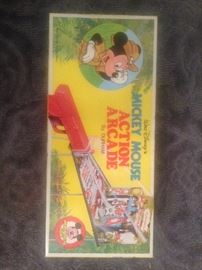 Walt Disney's
MICKEY MOUSE
ACTION
ARCADE